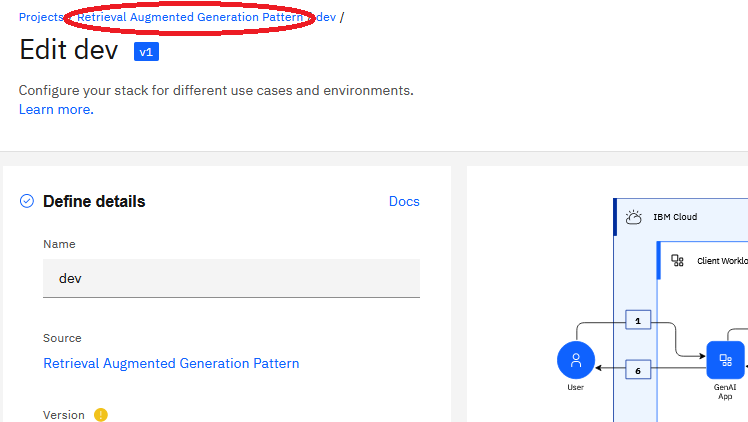 Projects / Retrieval Augmented Generation Pattern / dev /
Edit dev v1
Configure your stack for different use cases and environments.
Learn more.
Define details Docs
Name
dev
Source
Retrieval Augmented Generation Pattern
Version
IBM Cloud
Client
1
6
User
GenAI
App